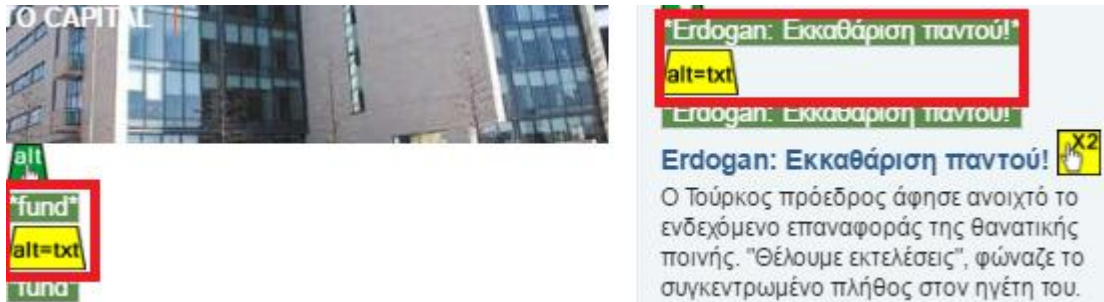 TO CAPITAL
alt
*fund*
alt=txt
fund
*Erdogan: Εκκαθάριση παντού!*
alt=txt
Erdogan: Εκκαθάριση παντού!
Erdogan: Εκκαθάριση παντού! X2
Ο Τούρκος πρόεδρος άφησε ανοιχτό το
ενδεχόμενο επαναφοράς της θανατικής
ποινής. "Θέλουμε εκτελέσεις", φώναζε το
συγκεντρωμένο πλήθος στον ηγέτη του.